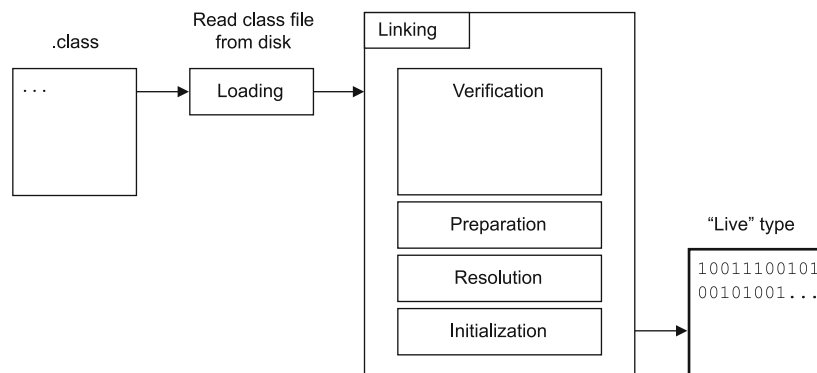 .class
...
Read class file
from disk
Loading
Linking
Verification
Preparation
Resolution
Initialization
“Live” type
10011100101
00101001...